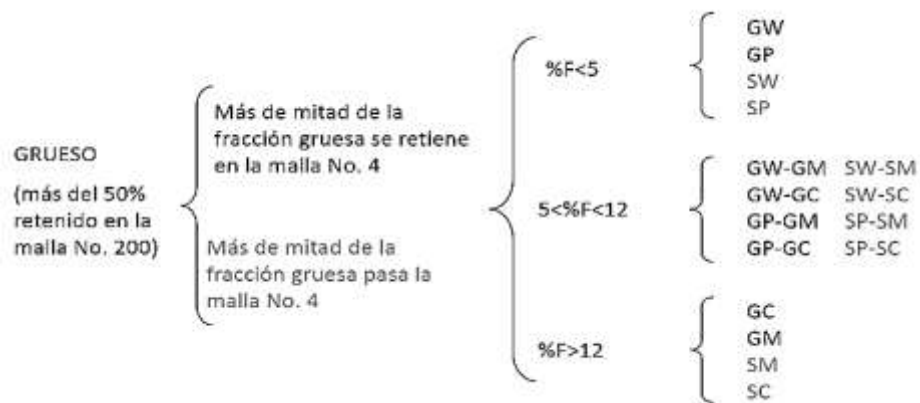 GRUESO
(más del 50%
retenido en la
malla No. 200)
Más de mitad de la
fracción gruesa se retiene
en la malla No. 4
Más de mitad de la
fracción gruesa pasa la
malla No. 4
%F<5
GW
GP
SW
SP
5<%F<12
GW-GM SW-SM
GW-GC SW-SC
GP-GM SP-SM
GP-GC SP-SC
%F>12
GC
GM
SM
SC